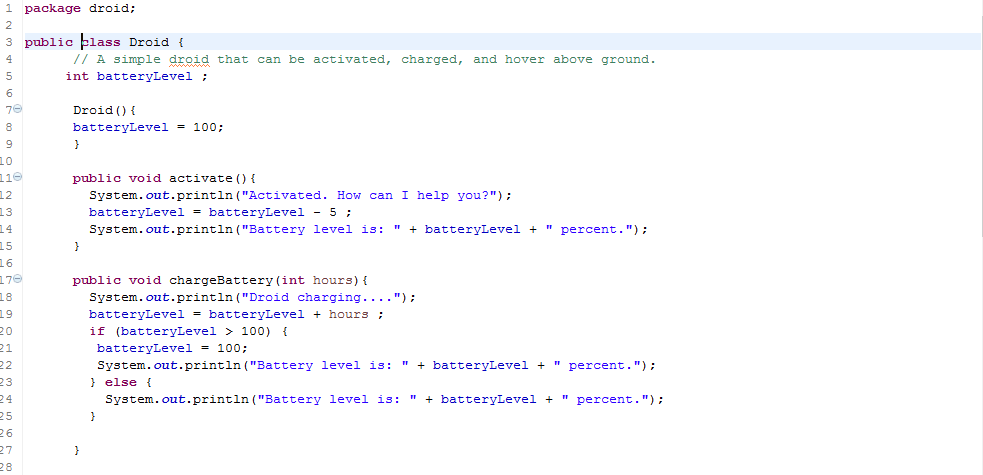 1 package droid;
2
3 public class Droid {
4 // A simple droid that can be activated, charged, and hover above ground.
5 int batteryLevel ;
6
7 Droid(){
8 batteryLevel = 100;
9 }
10
11 public void activate(){
12 System.out.println("Activated. How can I help you?");
13 batteryLevel = batteryLevel - 5 ;
14 System.out.println("Battery level is: " + batteryLevel + " percent.");
15 }
16
17 public void chargeBattery(int hours){
18 System.out.println("Droid charging....");
19 batteryLevel = batteryLevel + hours ;
20 if (batteryLevel > 100) {
21 batteryLevel = 100;
22 System.out.println("Battery level is: " + batteryLevel + " percent.");
23 } else {
24 System.out.println("Battery level is: " + batteryLevel + " percent.");
25 }
26
27 }
28